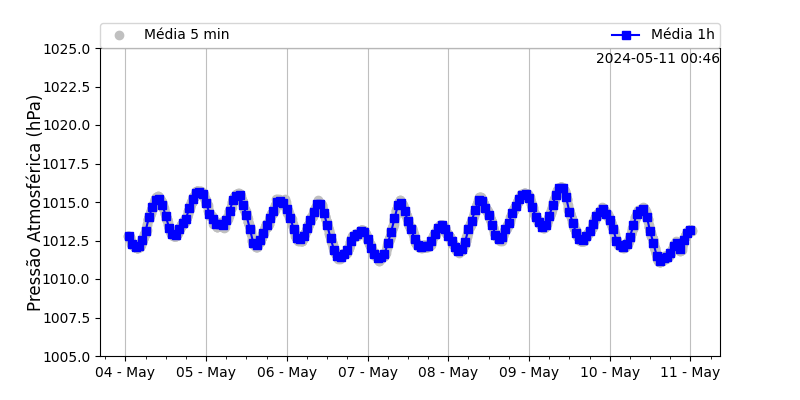 Média 5 min
Média 1h
2024-05-11 00:46
Pressão Atmosférica (hPa)
1025.0
1022.5
1020.0
1017.5
1015.0
1012.5
1010.0
1007.5
1005.0
04 - May 05 - May 06 - May 07 - May 08 - May 09 - May 10 - May 11 - May